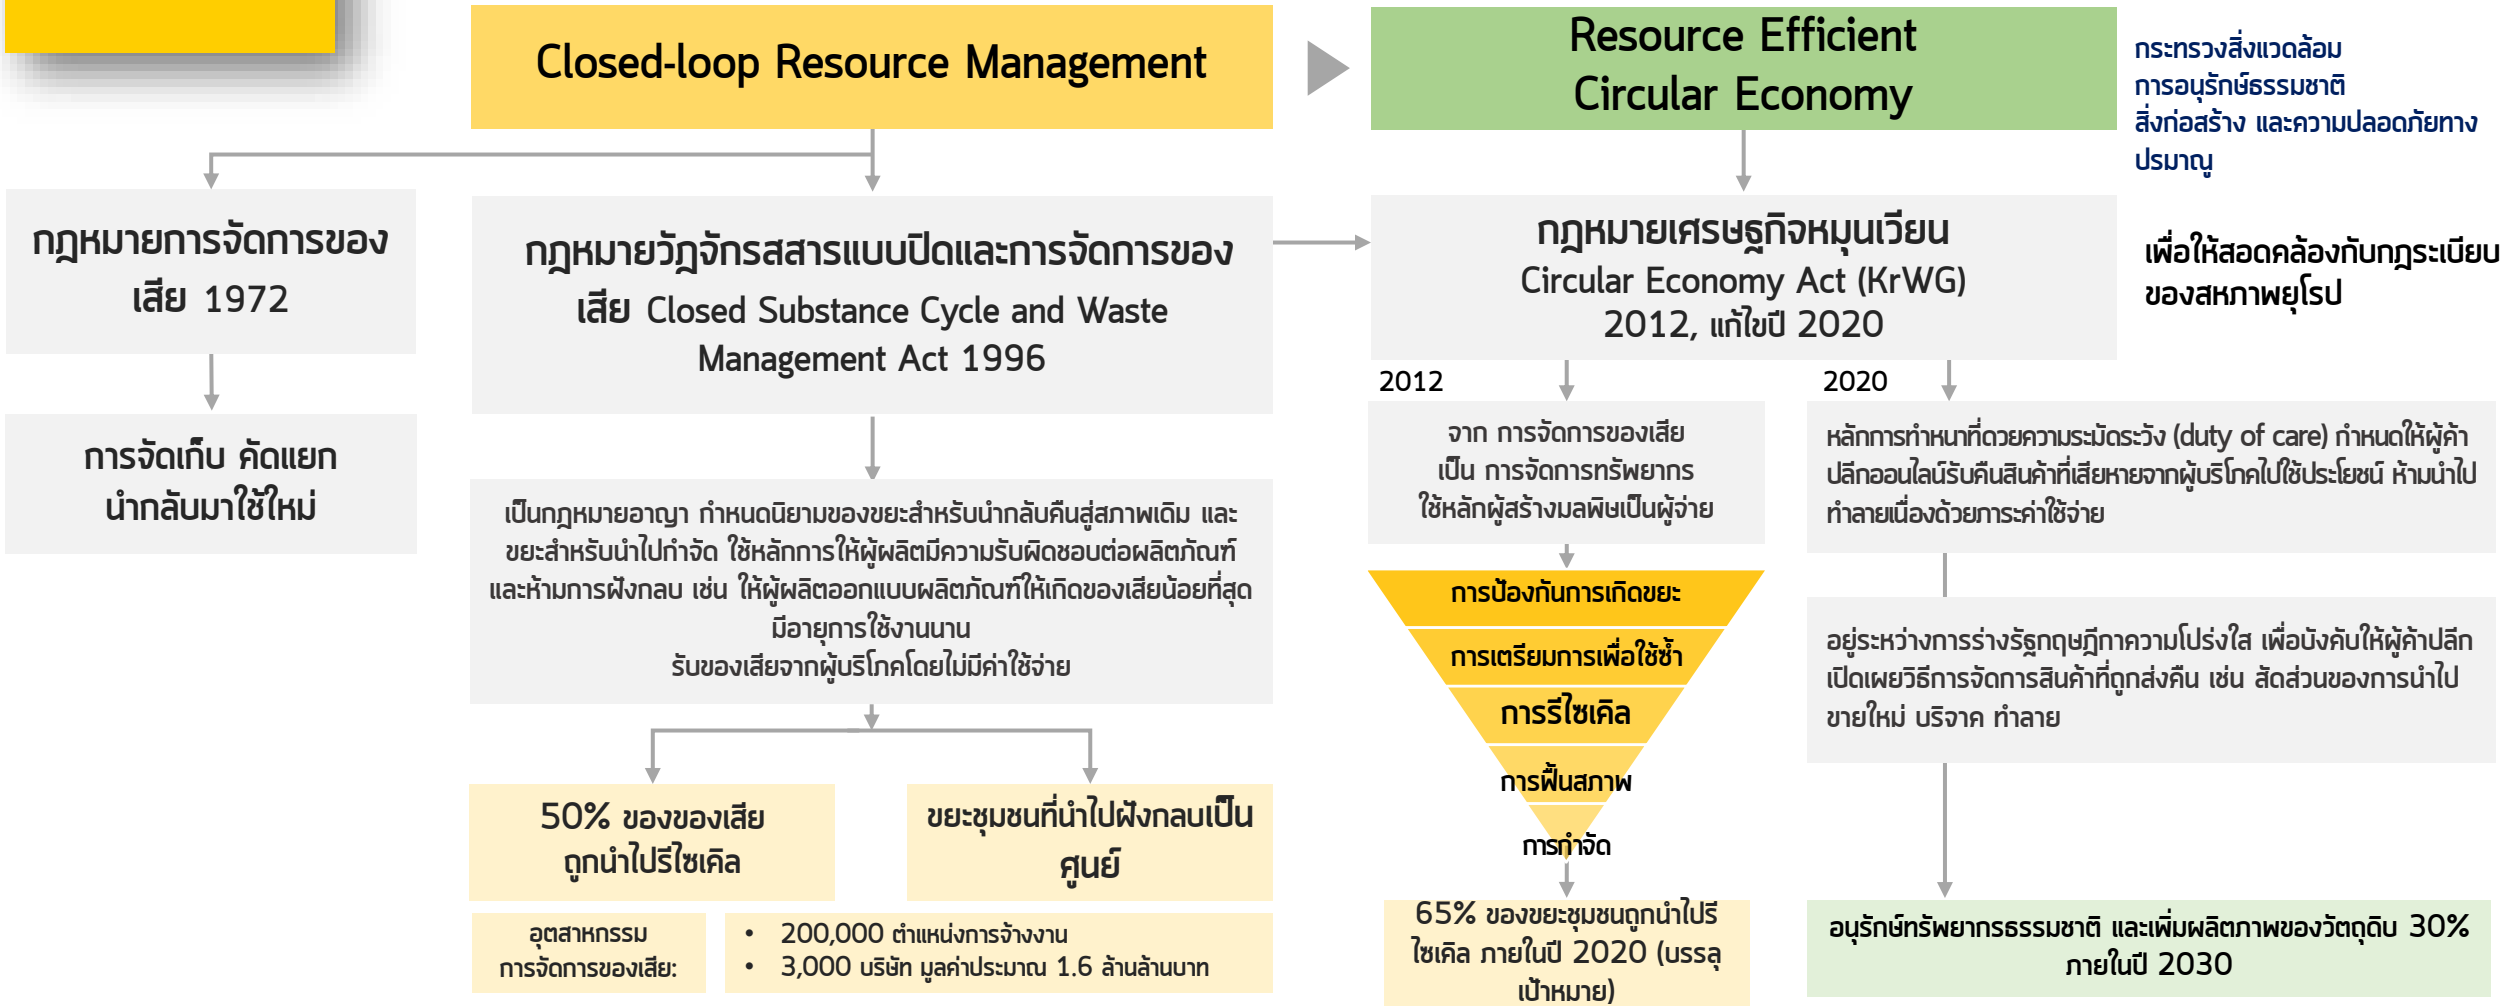 Closed-loop Resource Management
Resource Efficient
Circular Economy
กระทรวงสิ่งแวดล้อม
การอนุรักษ์ธรรมชาติ
สิ่งก่อสร้าง และความปลอดภัยทาง
ปรมาณู
กฎหมายการจัดการของ
เสีย 1972
การจัดเก็บ คัดแยก
นำกลับมาใช้ใหม่
กฎหมายวัฎจักรสสารแบบปิดและการจัดการของ
เสีย Closed Substance Cycle and Waste
Management Act 1996
เป็นกฎหมายอาญา กำหนดนิยามของขยะสำหรับนำกลับคืนสู่สภาพเดิม และ
ขยะสำหรับนำไปกำจัด ใช้หลักการให้ผู้ผลิตมีความรับผิดชอบต่อผลิตภัณฑ์
และห้ามการฝังกลบ เช่น ให้ผู้ผลิตออกแบบผลิตภัณฑ์ให้เกิดของเสียน้อยที่สุด
มีอายุการใช้งานนาน
รับของเสียจากผู้บริโภคโดยไม่มีค่าใช้จ่าย
50% ของของเสีย
ถูกนำไปรีไซเคิล
ขยะชุมชนที่นำไปฝังกลบเป็น
ศูนย์
อุตสาหกรรม
การจัดการของเสีย:
• 200,000 ตำแหน่งการจ้างงาน
• 3,000 บริษัท มูลค่าประมาณ 1.6 ล้านล้านบาท
กฎหมายเศรษฐกิจหมุนเวียน
Circular Economy Act (KrWG)
2012, แก้ไขปี 2020
เพื่อให้สอดคล้องกับกฎระเบียบ
ของสหภาพยุโรป
2012
จาก การจัดการของเสีย
เป็น การจัดการทรัพยากร
ใช้หลักผู้สร้างมลพิษเป็นผู้จ่าย
การป้องกันการเกิดขยะ
การเตรียมการเพื่อใช้ซ้ำ
การรีไซเคิล
การฟื้นสภาพ
การกำจัด
65% ของขยะชุมชนถูกนำไปรี
ไซเคิล ภายในปี 2020 (บรรลุ
เป้าหมาย)
2020
หลักการทำหนาที่ดวยความระมัดระวัง (duty of care) กำหนดให้ผู้ค้า
ปลีกออนไลน์รับคืนสินค้าที่เสียหายจากผู้บริโภคไปใช้ประโยชน์ ห้ามนำไป
ทำลายเนื่องด้วยภาระค่าใช้จ่าย
อยู่ระหว่างการร่างรัฐกฤษฎีกาความโปร่งใส เพื่อบังคับให้ผู้ค้าปลีก
เปิดเผยวิธีการจัดการสินค้าที่ถูกส่งคืน เช่น สัดส่วนของการนำไป
ขายใหม่ บริจาค ทำลาย
อนุรักษ์ทรัพยากรธรรมชาติ และเพิ่มผลิตภาพของวัตถุดิบ 30%
ภายในปี 2030